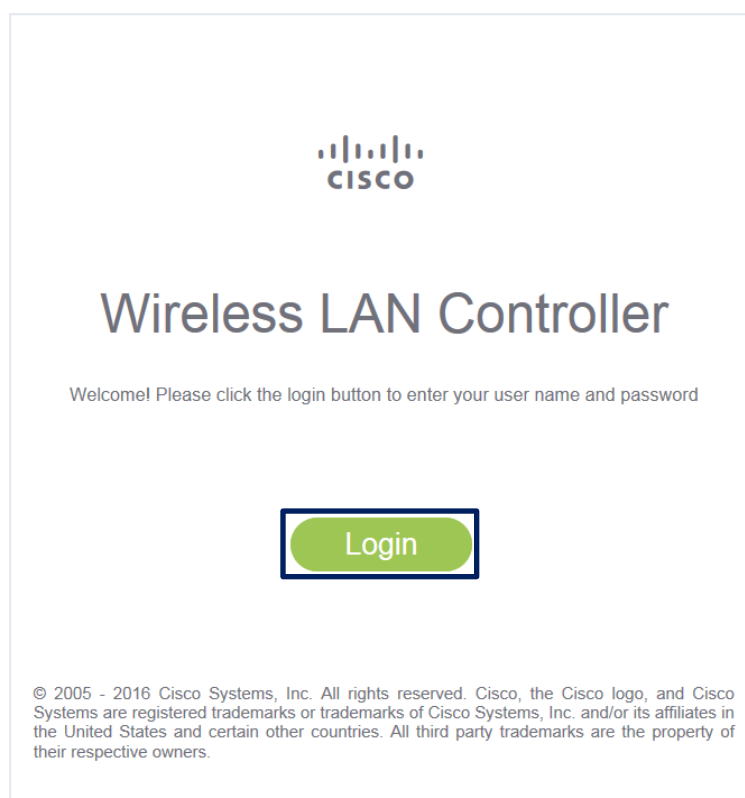 CISCO
Wireless LAN Controller
Welcome! Please click the login button to enter your user name and password
Login
© 2005 - 2016 Cisco Systems, Inc. All rights reserved. Cisco, the Cisco logo, and Cisco
Systems are registered trademarks or trademarks of Cisco Systems, Inc. and/or its affiliates in
the United States and certain other countries. All third party trademarks are the property of
their respective owners.